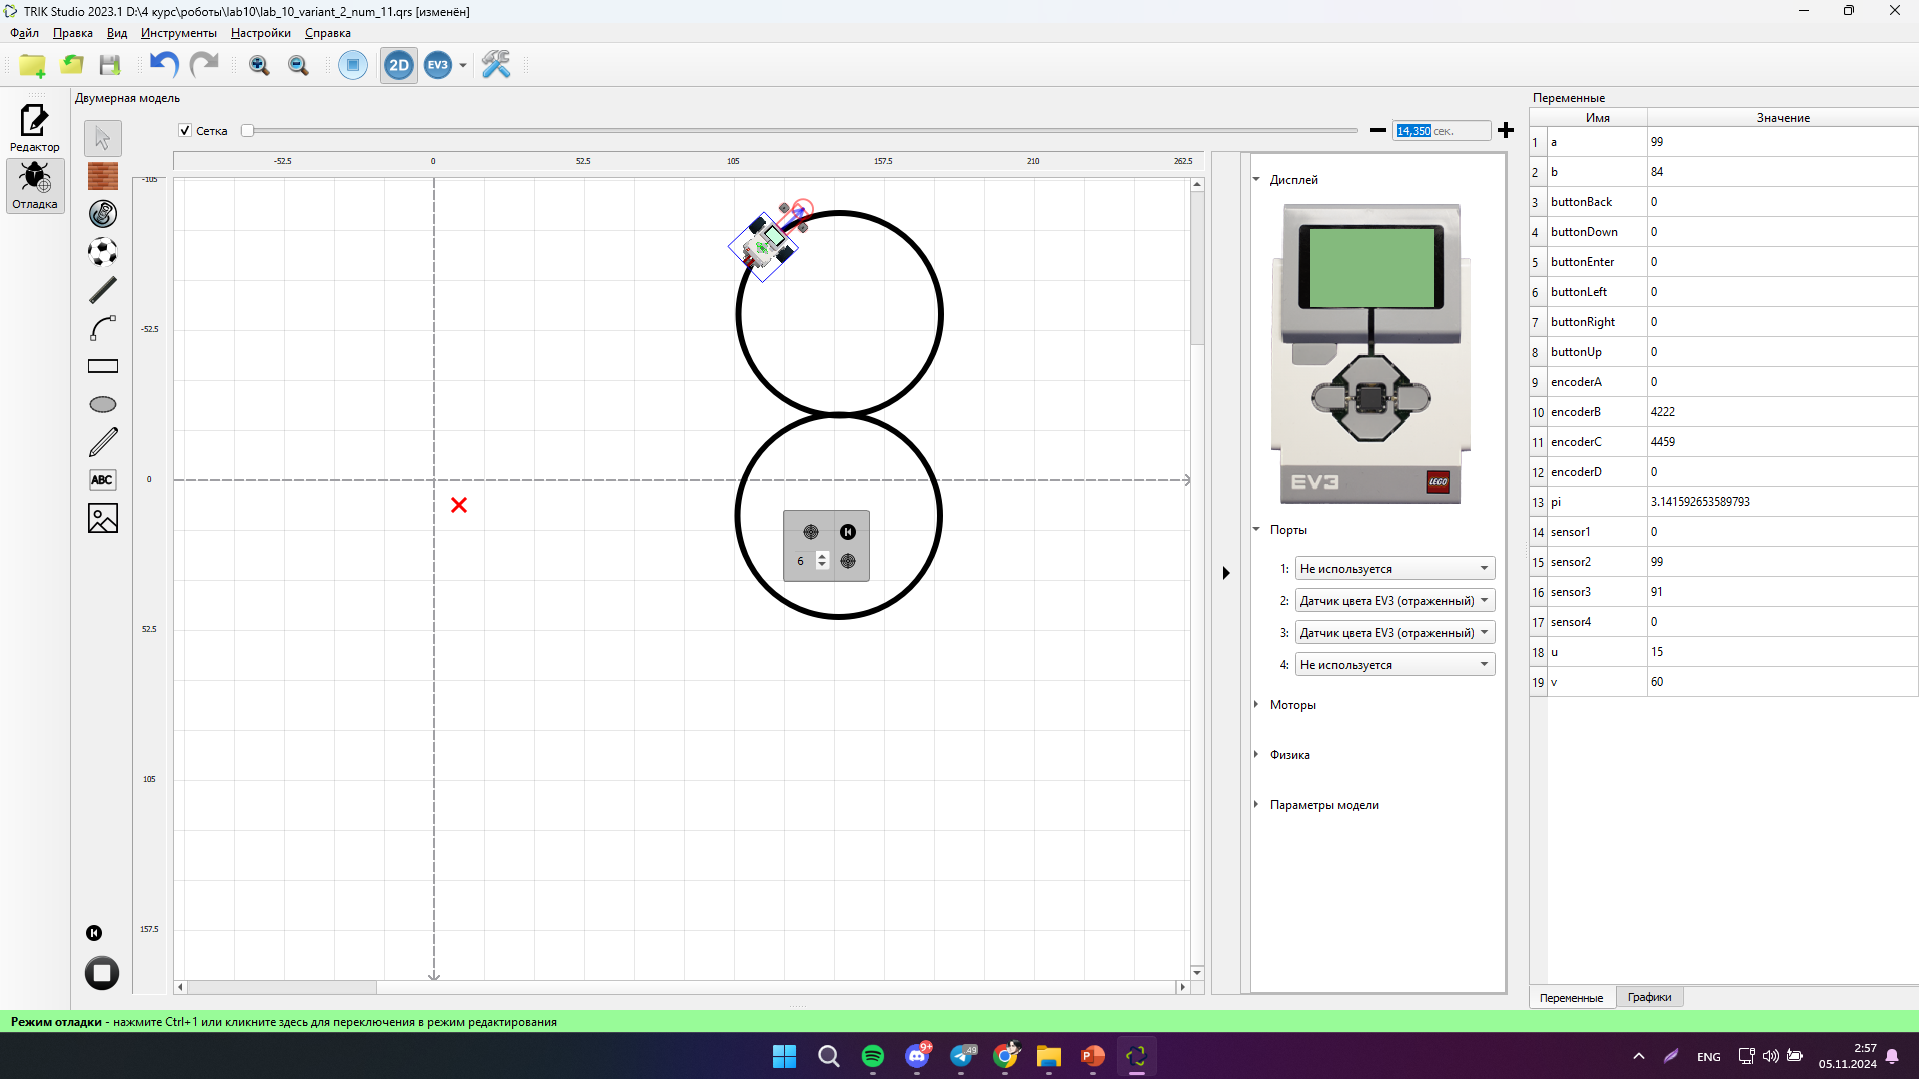 TRIK Studio 2023.1 D:\4 курс\роботы\lab10\lab_10_variant_2_num_11.qrs [изменён]
Файл Правка Вид Инструменты Настройки Справка
2D EV3
Редактор
Отладка
Двумерная модель
Сетка
14,350 сек.
-52.5 0 52.5 105 157.5 210 262.5
-105
-52.5
0
52.5
105
157.5
ABC
6
Дисплей
EV3 LEGO
Порты
1: Не используется
2: Датчик цвета EV3 (отраженный)
3: Датчик цвета EV3 (отраженный)
4: Не используется
Моторы
Физика
Параметры модели
Переменные
Имя Значение
1 a 99
2 b 84
3 buttonBack 0
4 buttonDown 0
5 buttonEnter 0
6 buttonLeft 0
7 buttonRight 0
8 buttonUp 0
9 encoderA 0
10 encoderB 4222
11 encoderC 4459
12 encoderD 0
13 pi 3.141592653589793
14 sensor1 0
15 sensor2 99
16 sensor3 91
17 sensor4 0
18 u 15
19 v 60
Переменные Графики
Режим отладки - нажмите Ctrl+1 или кликните здесь для переключения в режим редактирования
9+ 49
P
ENG
2:57
05.11.2024